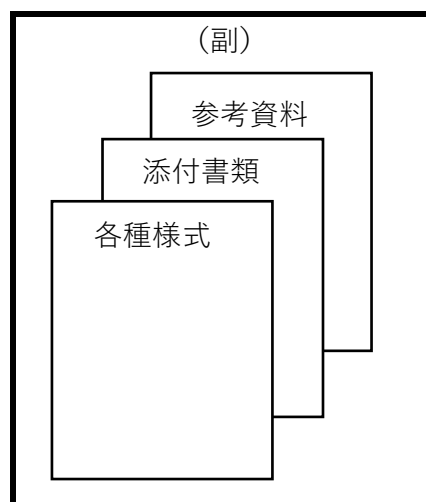 （副）
参考資料
添付書類
各種様式